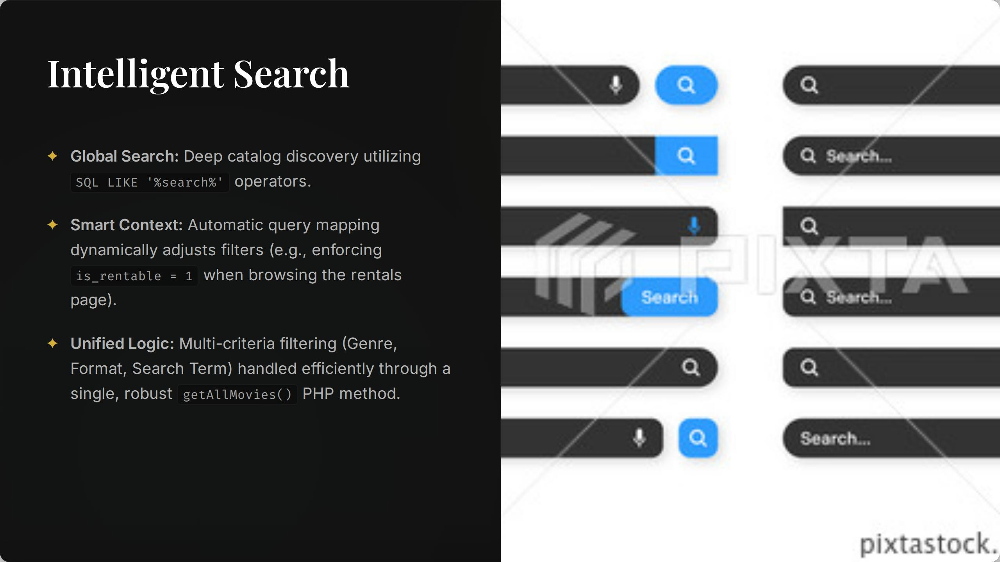 Intelligent Search
Global Search: Deep catalog discovery utilizing
SQL LIKE '%search%' operators.
Smart Context: Automatic query mapping
dynamically adjusts filters (e.g., enforcing
is_rentable = 1 when browsing the rentals
page).
Unified Logic: Multi-criteria filtering (Genre,
Format, Search Term) handled efficiently through a
single, robust getAllMovies() PHP method.
Search...
PIXTA
Search
Search...
Search...
pixtastock.